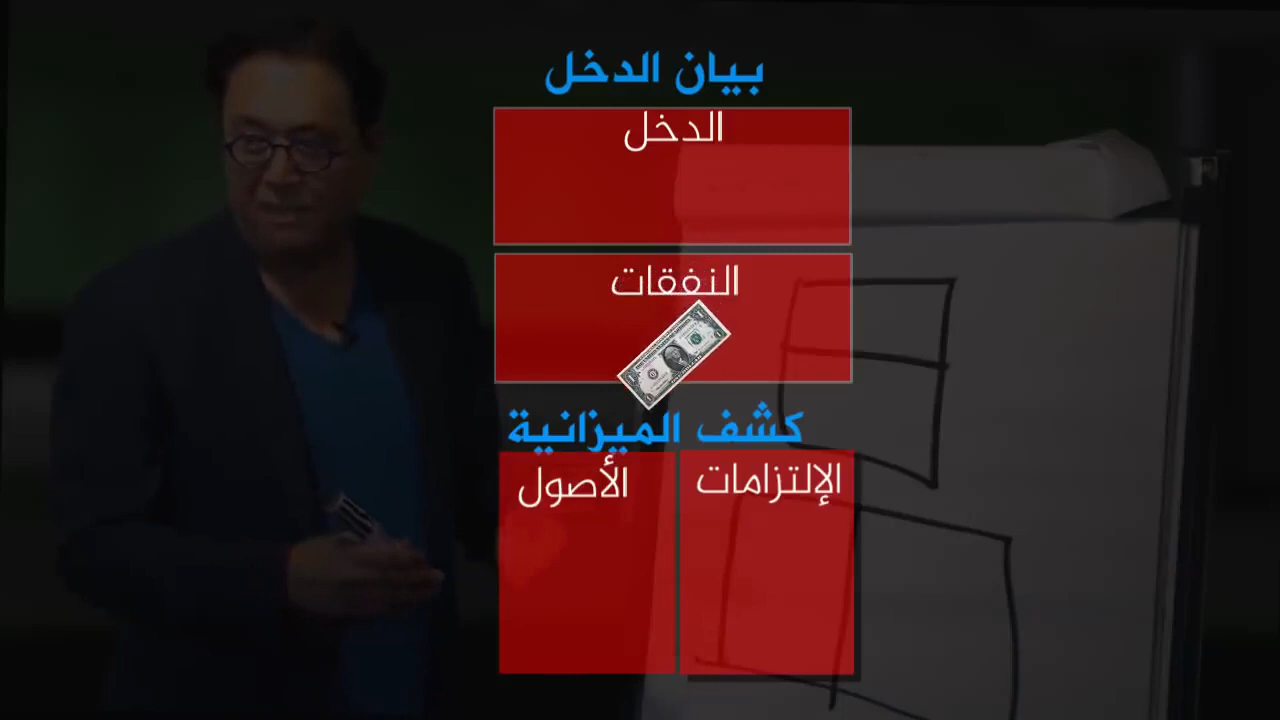 بيان الدخل
الدخل
النفقات
كشف الميزانية
الإلتزامات
الأصول